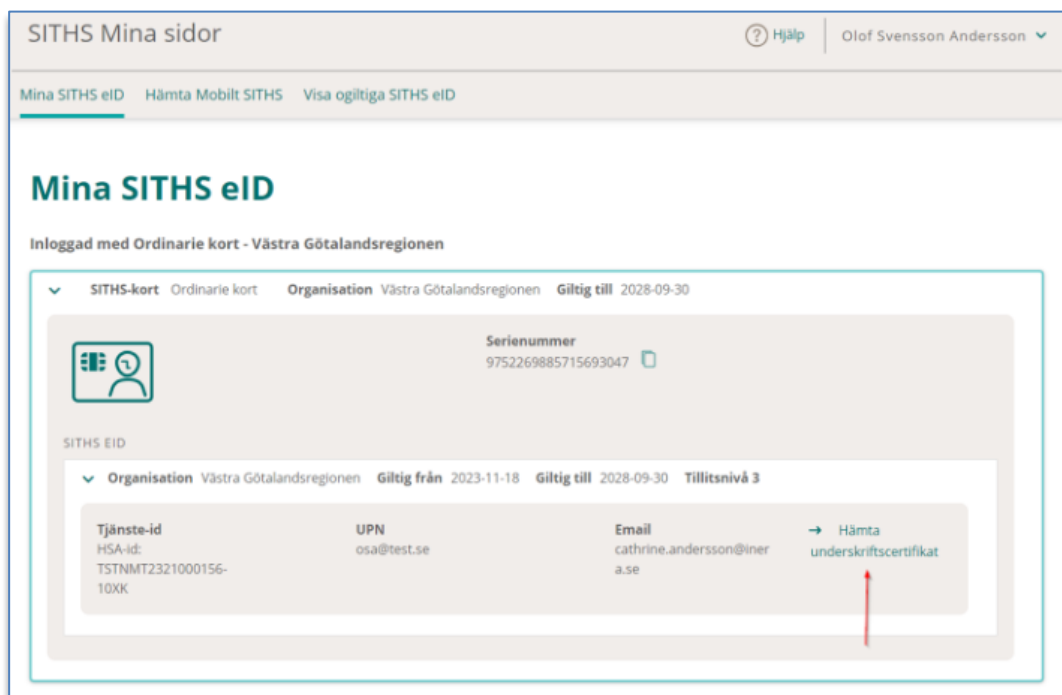 SITHS Mina sidor
? Hjälp
Olof Svensson Andersson
Mina SITHS eID Hämta Mobilt SITHS Visa ogiltiga SITHS eID
Mina SITHS eID
Inloggad med Ordinarie kort - Västra Götalandsregionen
SITHS-kort Ordinarie kort Organisation Västra Götalandsregionen Giltig till 2028-09-30
Serienummer
9752269885715693047
SITHS EID
Organisation Västra Götalandsregionen Giltig från 2023-11-18 Giltig till 2028-09-30 Tillitsnivå 3
Tjänste-id
HSA-id:
TSTNMT2321000156-
10XK
UPN
osa@test.se
Email
cathrine.andersson@iner
a.se
→ Hämta
underskriftscertifikat